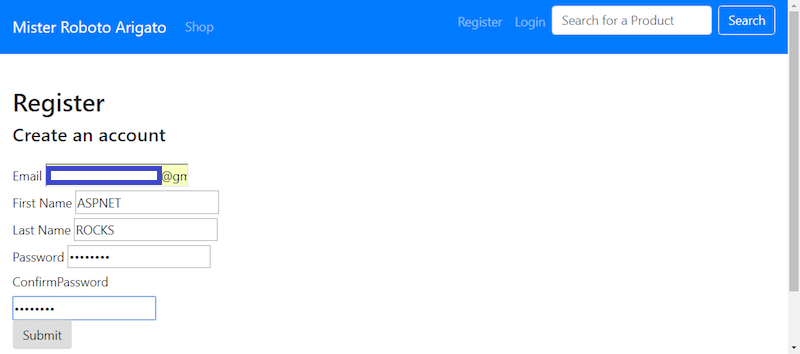 Mister Roboto Arigato Shop Register Login Search for a Product Search
Register
Create an account
Email @gm
First Name ASPNET
Last Name ROCKS
Password ••••••••
ConfirmPassword
••••••••
Submit